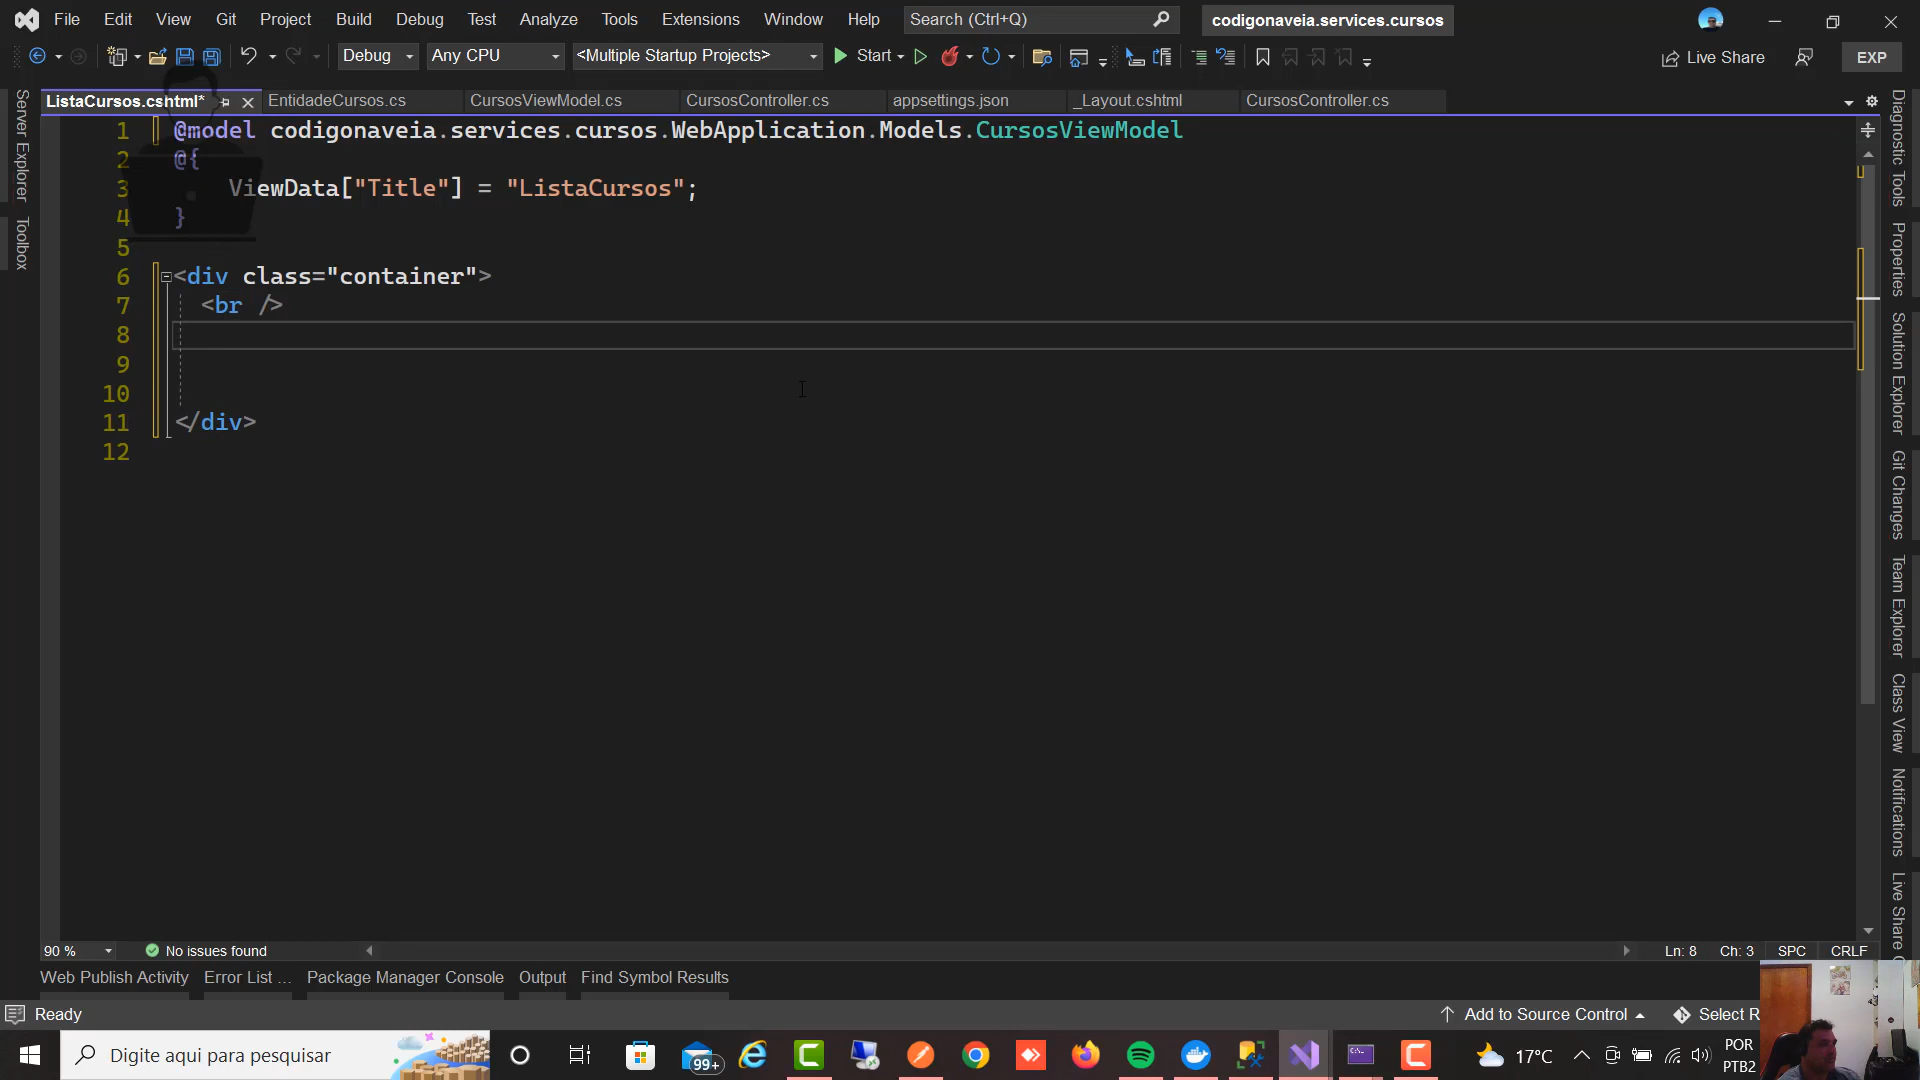 File Edit View Git Project Build Debug Test Analyze Tools Extensions Window Help Search (Ctrl+Q) codigonaveia.services.cursos
Debug Any CPU <Multiple Startup Projects> Start Live Share EXP
ListaCursos.cshtml* EntidadeCursos.cs CursosViewModel.cs CursosController.cs appsettings.json _Layout.cshtml CursosController.cs
Server Explorer
Toolbox
1 @model codigonaveia.services.cursos.WebApplication.Models.CursosViewModel
2 @{
3 ViewData["Title"] = "ListaCursos";
4 }
5
6 <div class="container">
7 <br />
8
9
10
11 </div>
12
Diagnostic Tools
Properties
Solution Explorer
Git Changes
Team Explorer
Class View
Notifications
Live Share
90 % No issues found Ln: 8 Ch: 3 SPC CRLF
Web Publish Activity Error List ... Package Manager Console Output Find Symbol Results
Ready Add to Source Control Select R
Digite aqui para pesquisar 99+ 17°C POR
PTB2